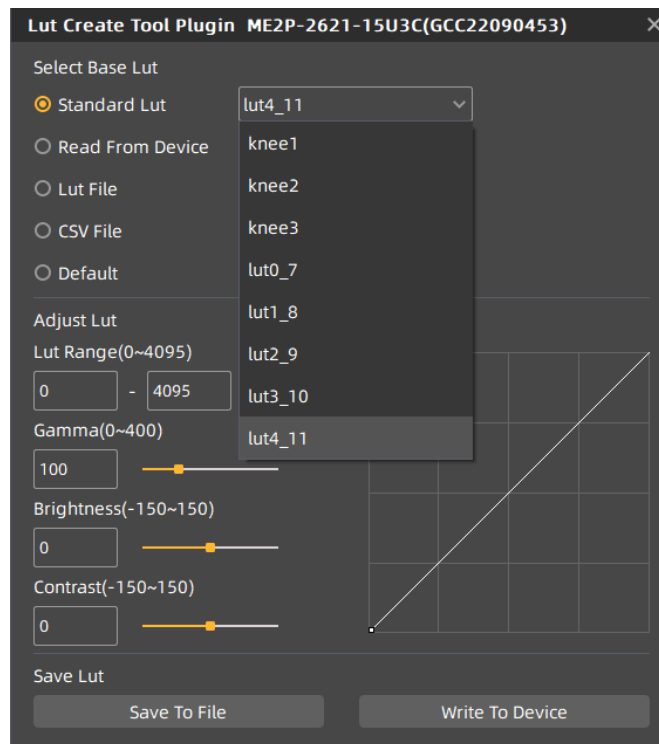 Lut Create Tool Plugin ME2P-2621-15U3C(GCC22090453)
Select Base Lut
Standard Lut
lut4_11
Read From Device
Lut File
CSV File
Default
knee1
knee2
knee3
lut0_7
lut1_8
lut2_9
lut3_10
lut4_11
Adjust Lut
Lut Range(0~4095)
0 - 4095
Gamma(0~400)
100
Brightness(-150~150)
0
Contrast(-150~150)
0
Save Lut
Save To File
Write To Device